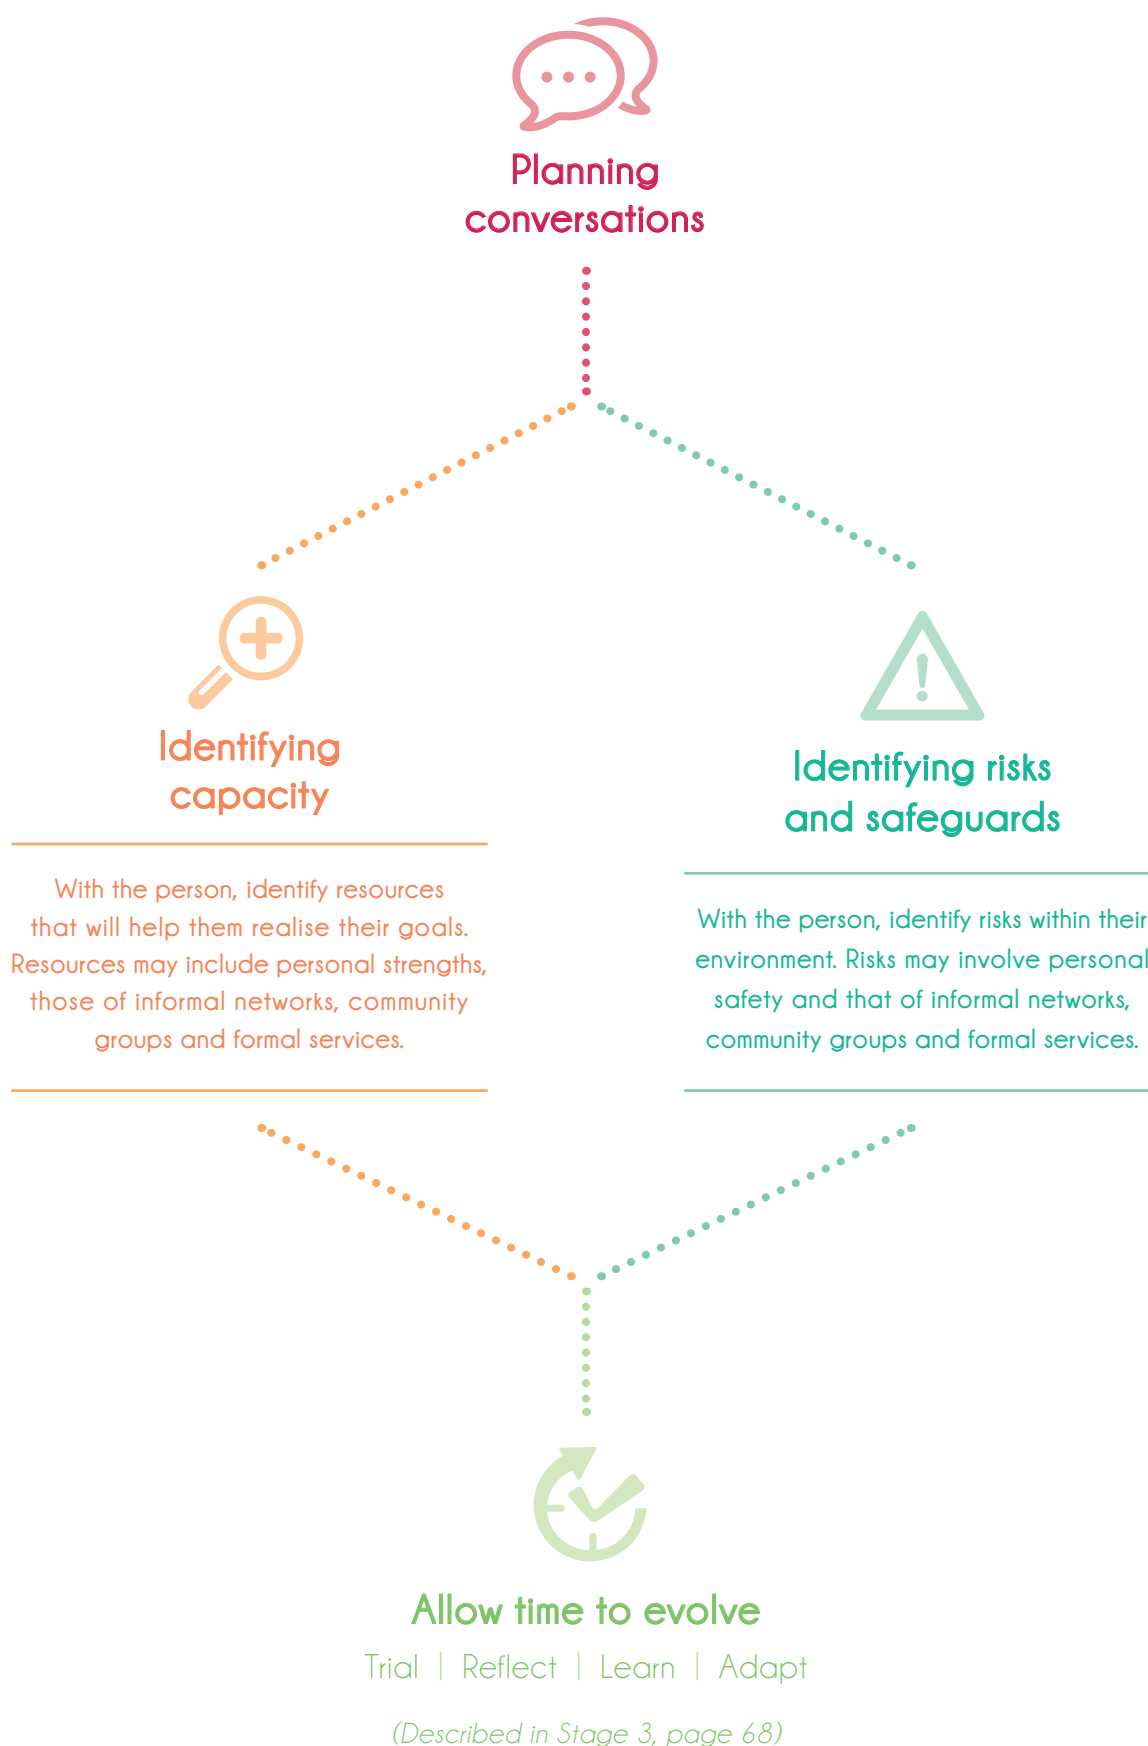 Planning
conversations
Identifying
capacity
With the person, identify resources
that will help them realise their goals.
Resources may include personal strengths,
those of informal networks, community
groups and formal services.
Identifying risks
and safeguards
With the person, identify risks within their
environment. Risks may involve personal
safety and that of informal networks,
community groups and formal services.
Allow time to evolve
Trial | Reflect | Learn | Adapt
(Described in Stage 3, page 68)